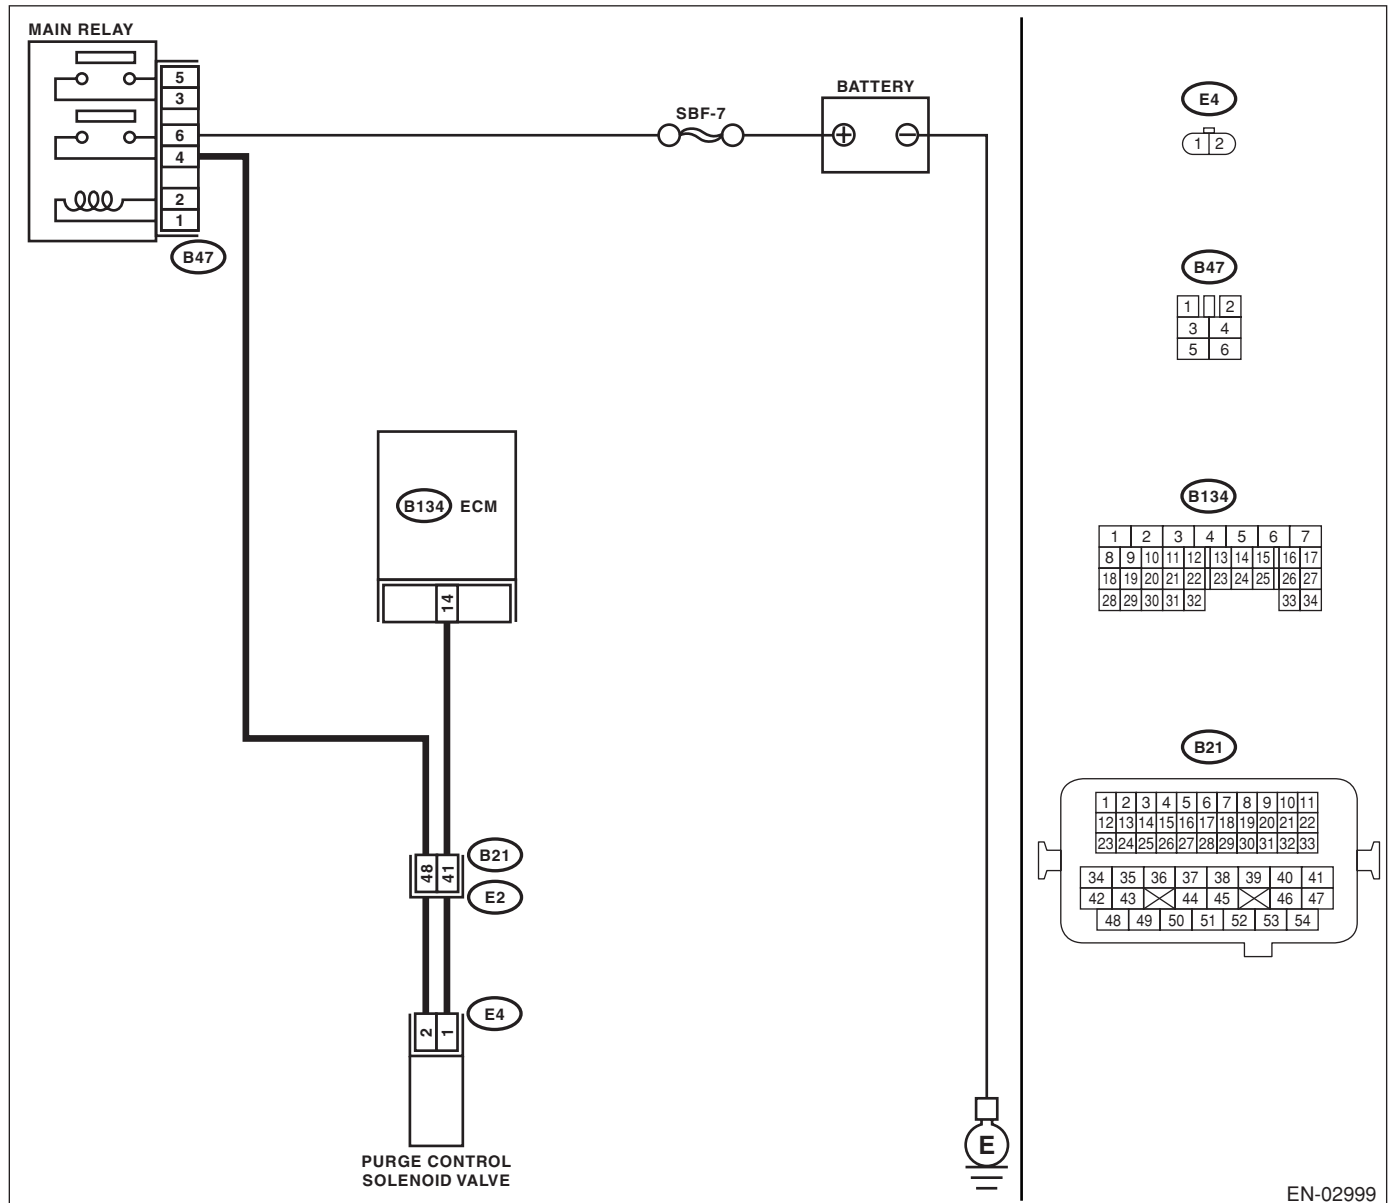 MAIN RELAY
5
3
6
4
2
1
B47
SBF-7
BATTERY
B134 ECM
14
48 41
B21
E2
2 1
E4
PURGE CONTROL
SOLENOID VALVE
E
E4
1 2
B47
1 2
3 4
5 6
B134
1 2 3 4 5 6 7
8 9 10 11 12 13 14 15 16 17
18 19 20 21 22 23 24 25 26 27
28 29 30 31 32 33 34
B21
1 2 3 4 5 6 7 8 9 10 11
12 13 14 15 16 17 18 19 20 21 22
23 24 25 26 27 28 29 30 31 32 33
34 35 36 37 38 39 40 41
42 43 44 45 46 47
48 49 50 51 52 53 54
EN-02999